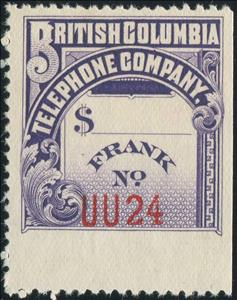 BRITISH COLUMBIA
TELEPHONE COMPANY.
$
FRANK
No
UU24